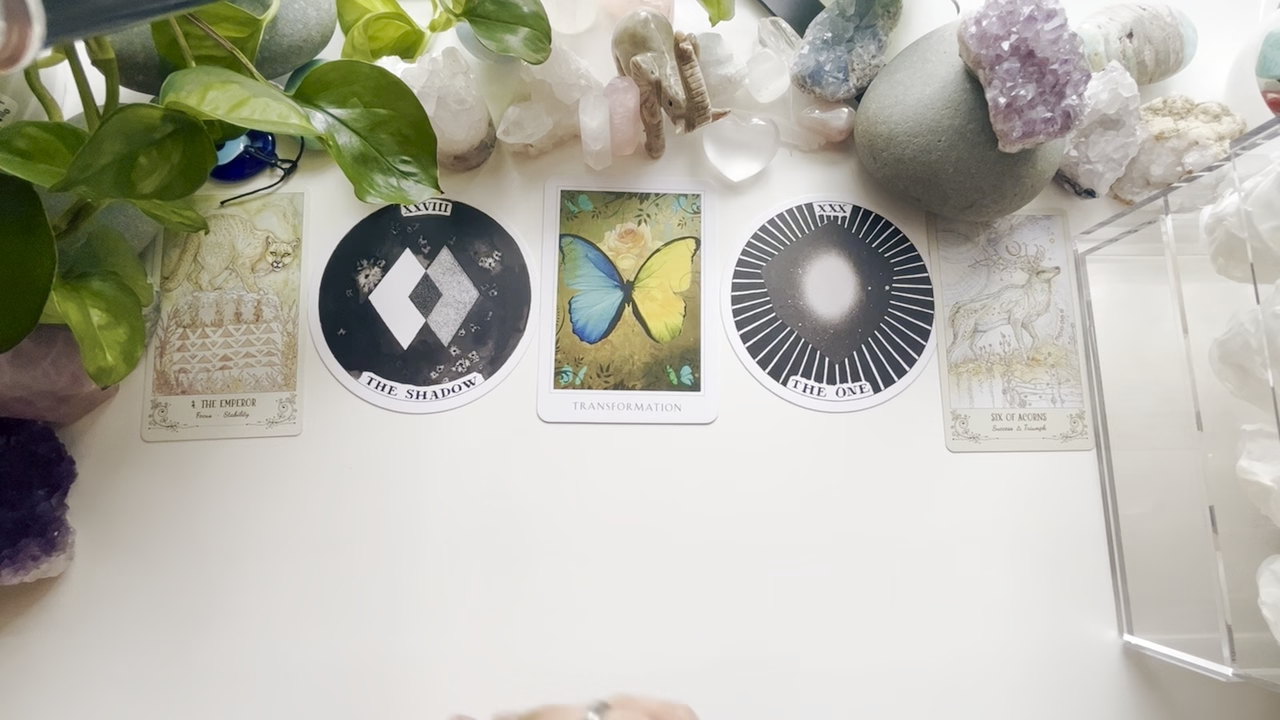 4 THE EMPEROR
Focus Stability
XXVIII
THE SHADOW
TRANSFORMATION
XXX
THE ONE
SIX OF ACORNS
Success & Triumph